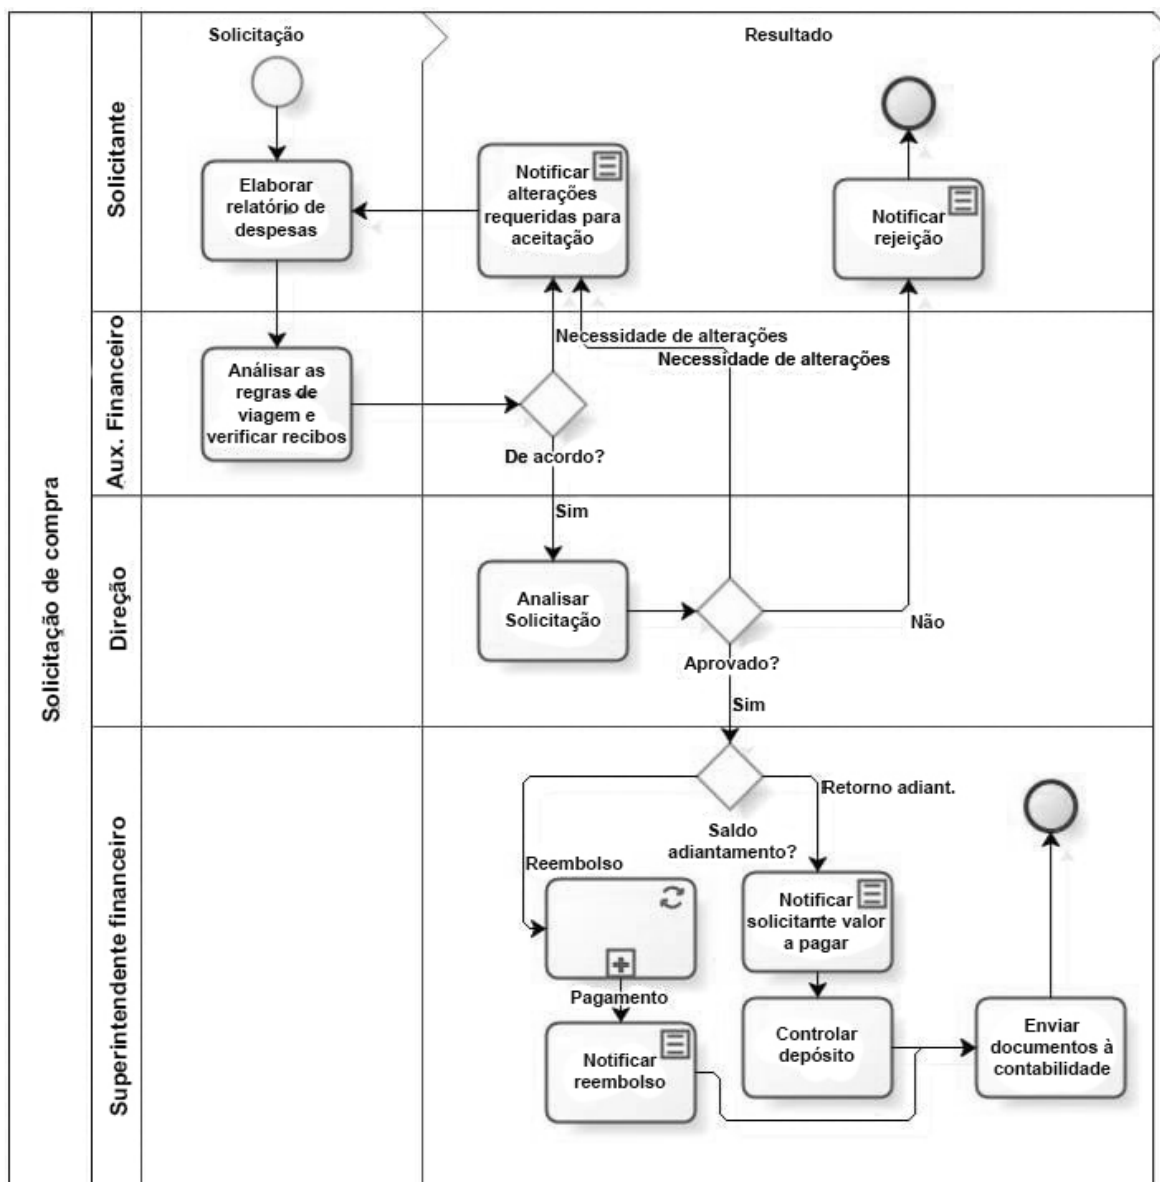 Solicitação
Resultado
Solicitação de compra
Solicitante
Elaborar
relatório de
despesas
Notificar
alterações
requeridas para
aceitação
Notificar
rejeição
Aux. Financeiro
Análisar as
regras de
viagem e
verificar recibos
Necessidade de alterações
Necessidade de alterações
De acordo?
Sim
Direção
Analisar
Solicitação
Não
Aprovado?
Sim
Superintendente financeiro
Retorno adiant.
Saldo
adiantamento?
Reembolso
Notificar
solicitante valor
a pagar
Pagamento
Notificar
reembolso
Controlar
depósito
Enviar
documentos à
contabilidade